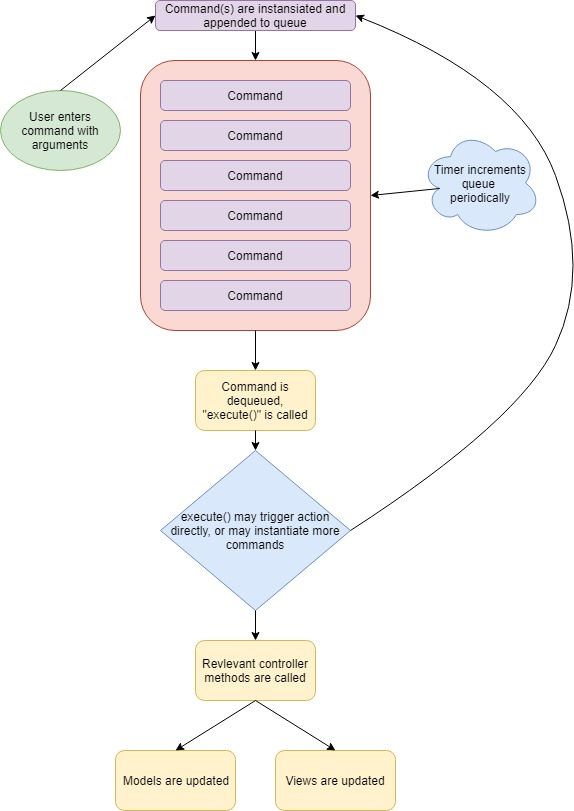 Command(s) are instansiated and
appended to queue
User enters
command with
arguments
Command
Command
Command
Command
Command
Command
Timer increments
queue
periodically
Command is
dequeued,
"execute()" is called
execute() may trigger action
directly, or may instantiate more
commands
Revlevant controller
methods are called
Models are updated
Views are updated